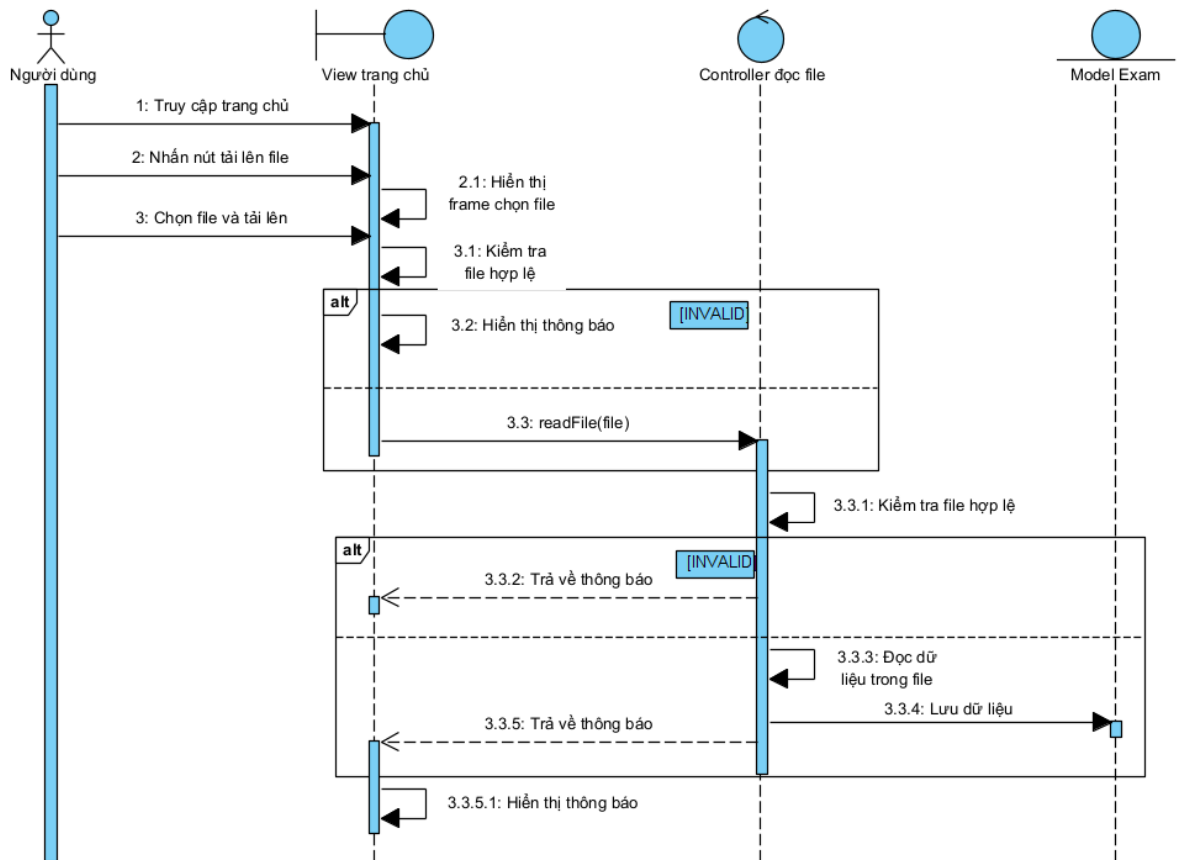 Người dùng
View trang chủ
Controller đọc file
Model Exam
1: Truy cập trang chủ
2: Nhấn nút tải lên file
2.1: Hiển thị
frame chọn file
3: Chọn file và tải lên
3.1: Kiểm tra
file hợp lệ
alt
[INVALID]
3.2: Hiển thị thông báo
3.3: readFile(file)
3.3.1: Kiểm tra file hợp lệ
alt
[INVALID]
3.3.2: Trả về thông báo
3.3.3: Đọc dữ
liệu trong file
3.3.4: Lưu dữ liệu
3.3.5: Trả về thông báo
3.3.5.1: Hiển thị thông báo